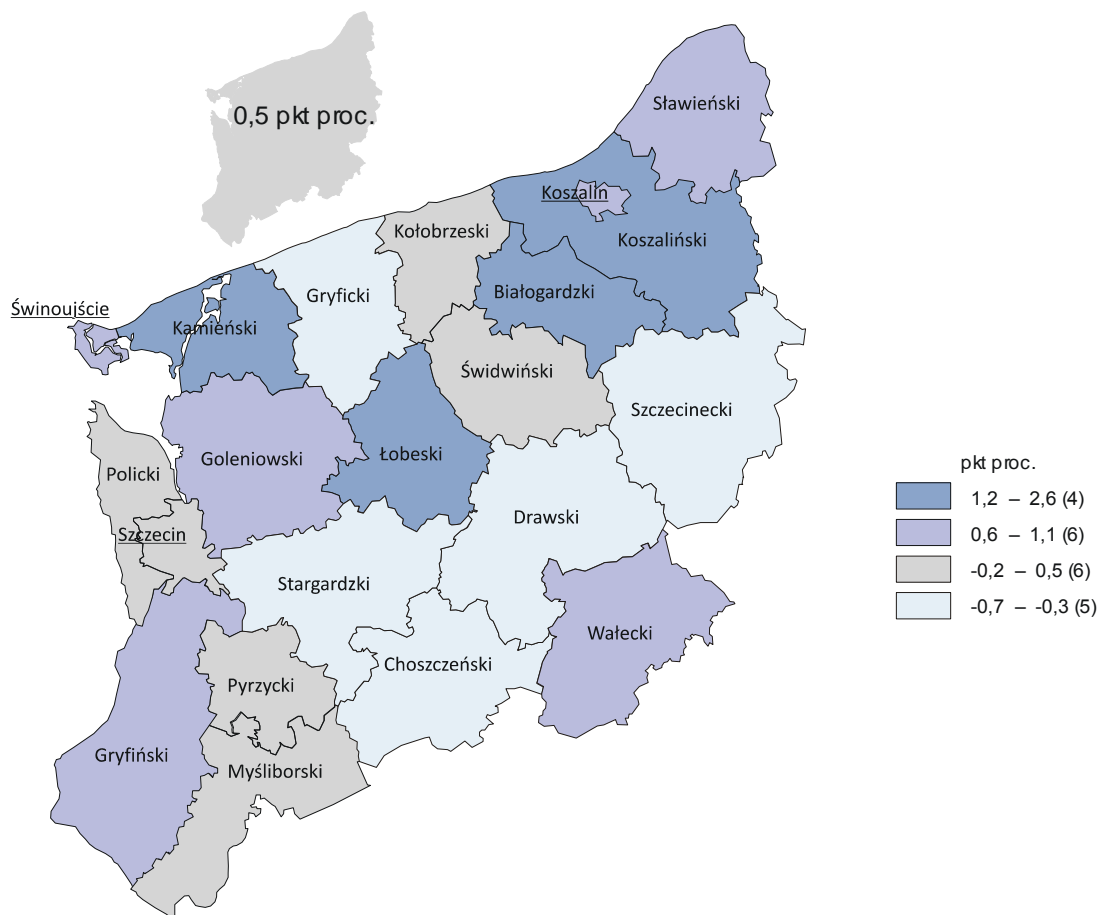 0,5 pkt proc.
Sławieński
Koszalin
Kołobrzeski
Koszaliński
Białogardzki
Gryficki
Świnoujście
Kamieński
Świdwiński
Szczecinecki
Goleniowski
Łobeski
Policki
Drawski
Szczecin
Stargardzki
Wałecki
Choszczeński
Pyrzycki
Gryfiński
Myśliborski
pkt proc.
1,2 – 2,6 (4)
0,6 – 1,1 (6)
-0,2 – 0,5 (6)
-0,7 – -0,3 (5)